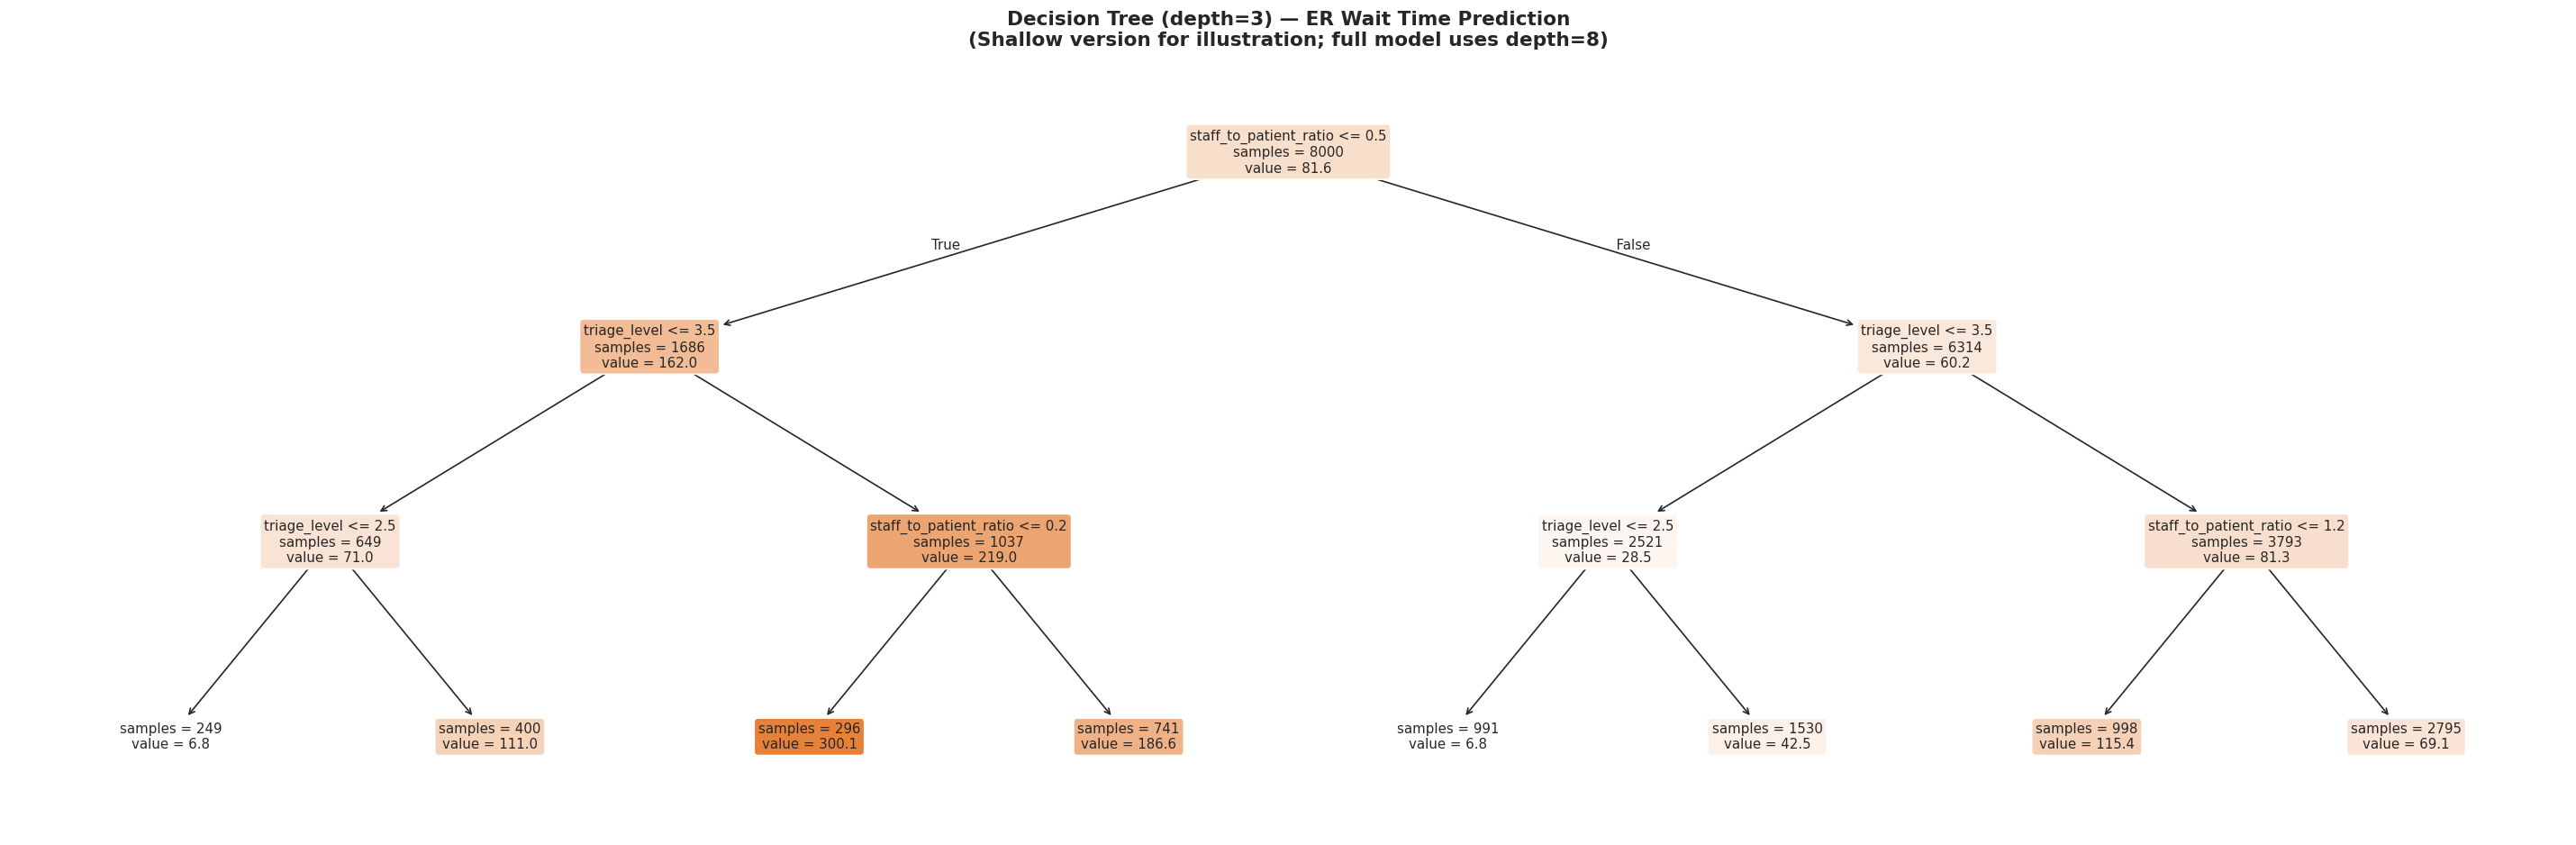 Decision Tree (depth=3) — ER Wait Time Prediction
(Shallow version for illustration; full model uses depth=8)
staff_to_patient_ratio <= 0.5
samples = 8000
value = 81.6
True
False
triage_level <= 3.5
samples = 1686
value = 162.0
triage_level <= 3.5
samples = 6314
value = 60.2
triage_level <= 2.5
samples = 649
value = 71.0
staff_to_patient_ratio <= 0.2
samples = 1037
value = 219.0
triage_level <= 2.5
samples = 2521
value = 28.5
staff_to_patient_ratio <= 1.2
samples = 3793
value = 81.3
samples = 249
value = 6.8
samples = 400
value = 111.0
samples = 296
value = 300.1
samples = 741
value = 186.6
samples = 991
value = 6.8
samples = 1530
value = 42.5
samples = 998
value = 115.4
samples = 2795
value = 69.1